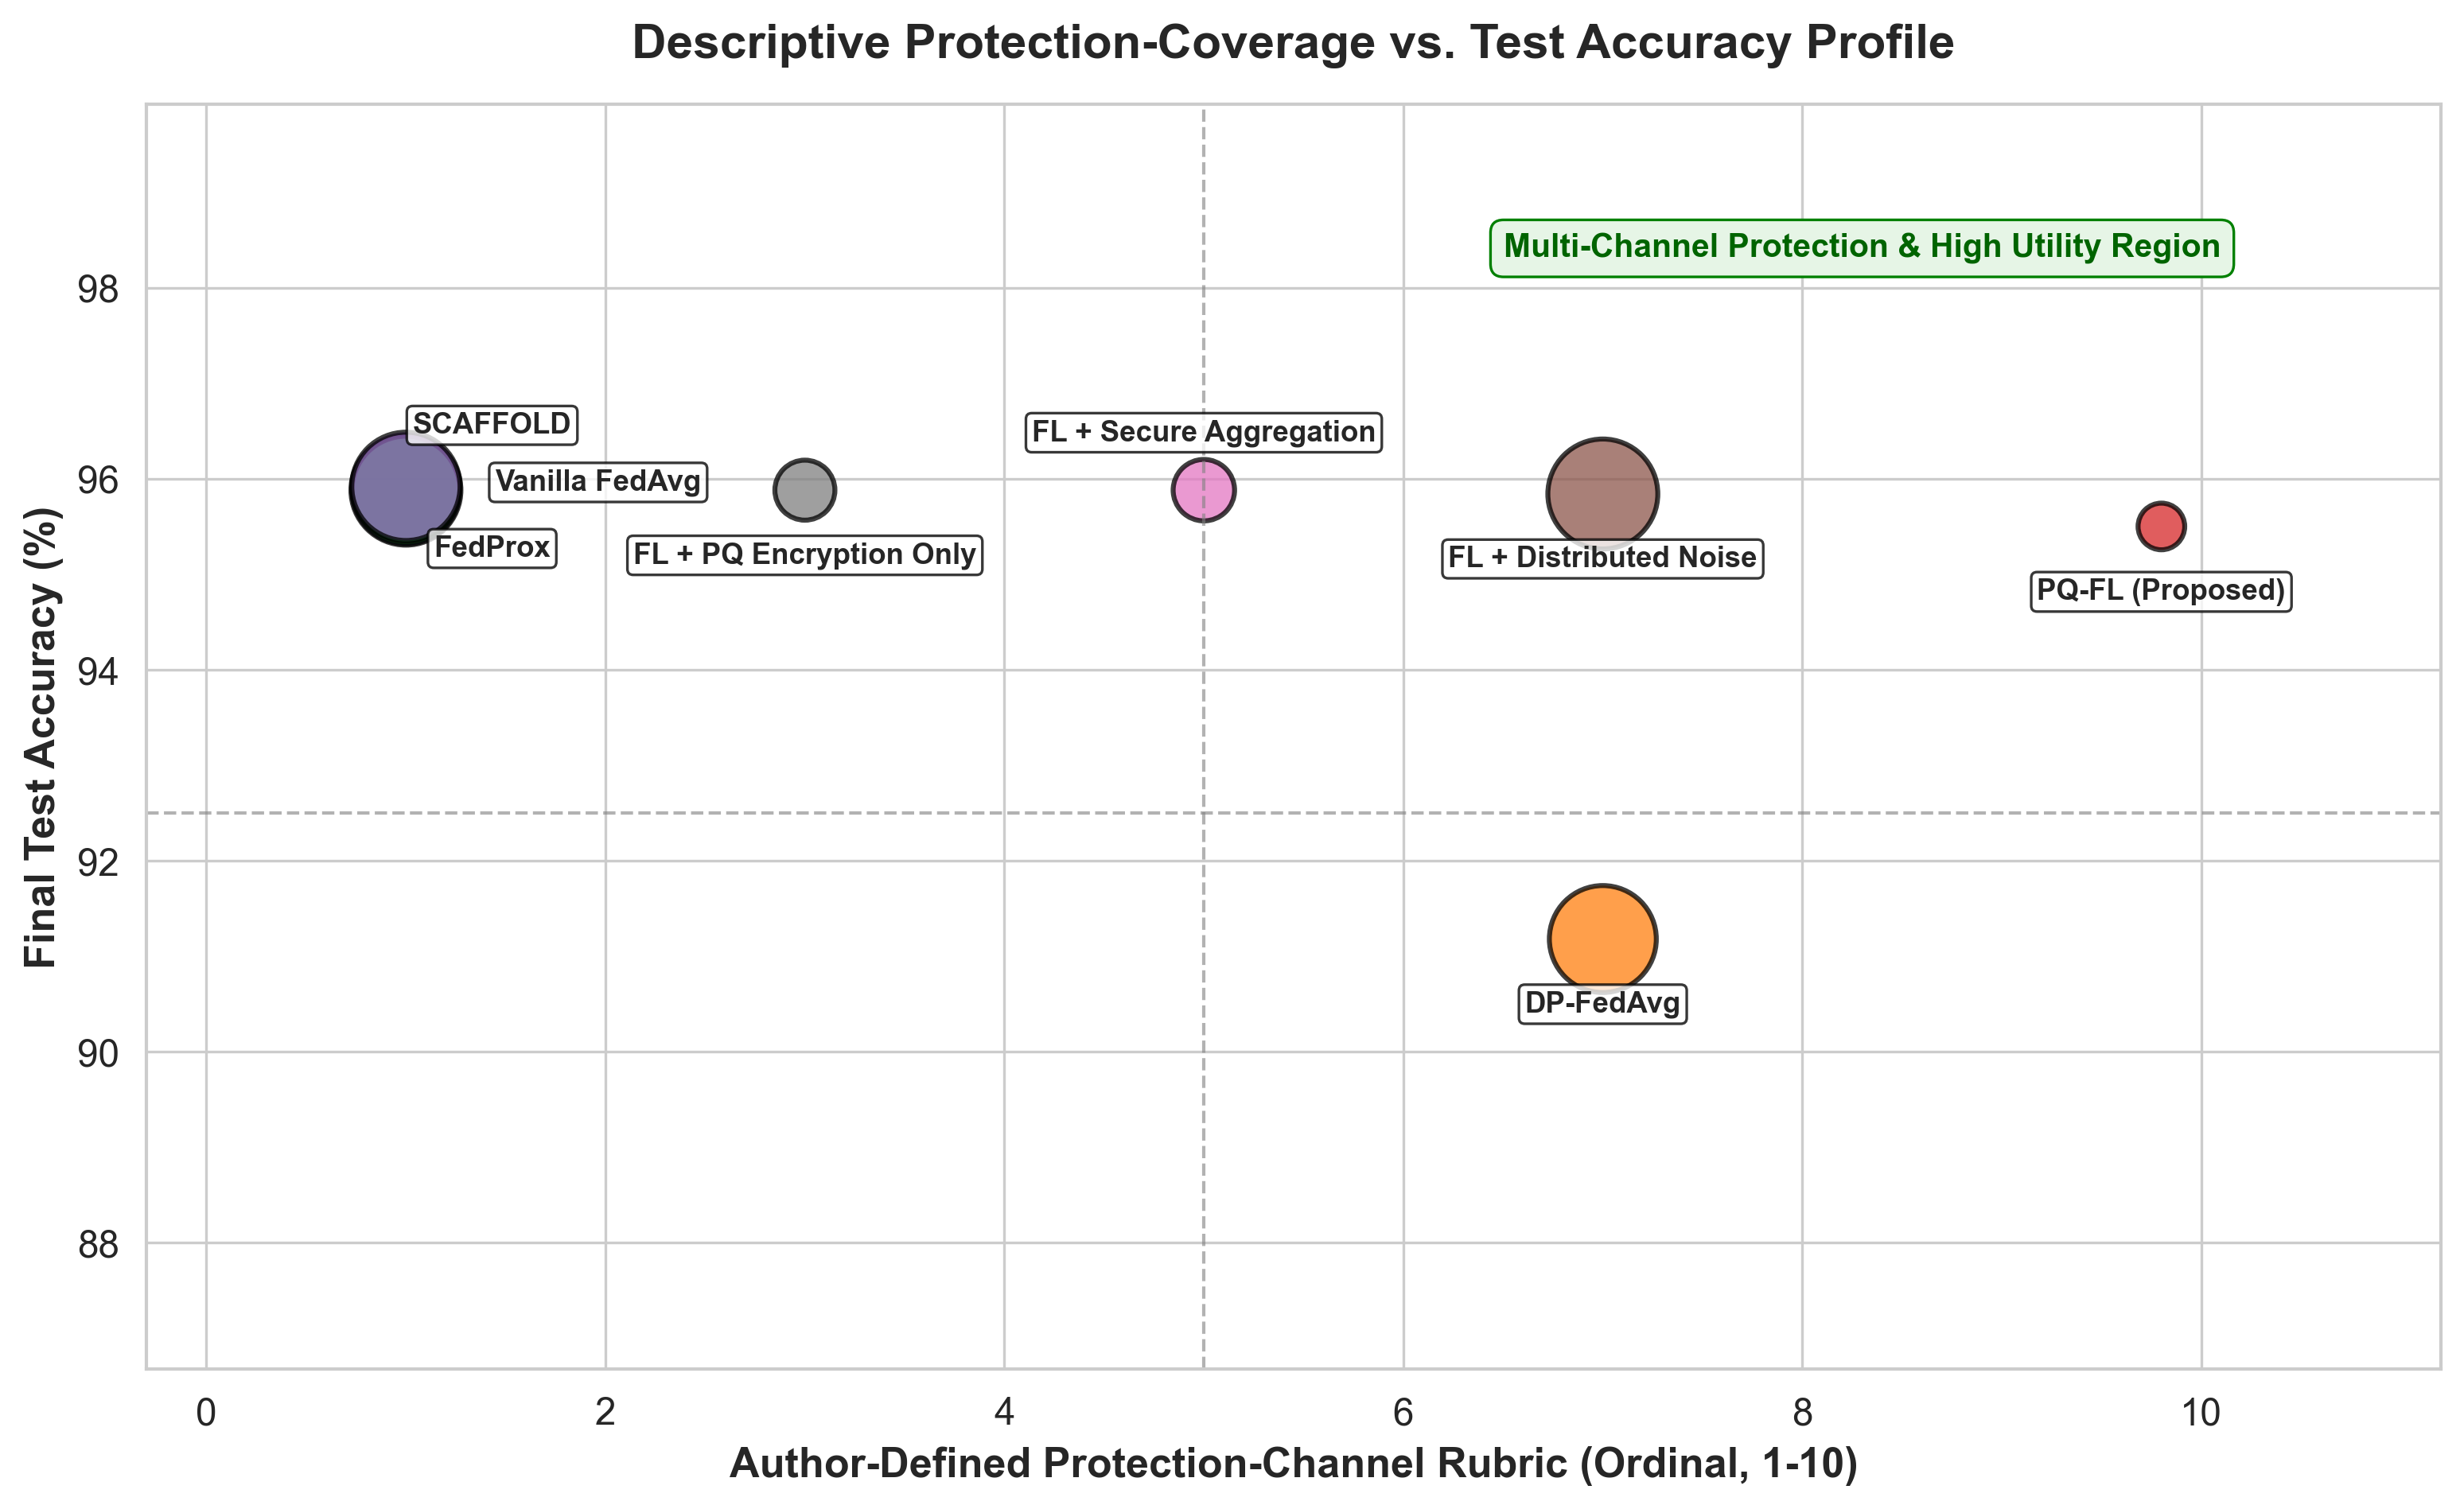 Descriptive Protection-Coverage vs. Test Accuracy Profile
Multi-Channel Protection & High Utility Region
98
SCAFFOLD
FL + Secure Aggregation
96
Vanilla FedAvg
FedProx
FL + PQ Encryption Only
FL + Distributed Noise
PQ-FL (Proposed)
94
92
DP-FedAvg
90
88
Final Test Accuracy (%)
0 2 4 6 8 10
Author-Defined Protection-Channel Rubric (Ordinal, 1-10)